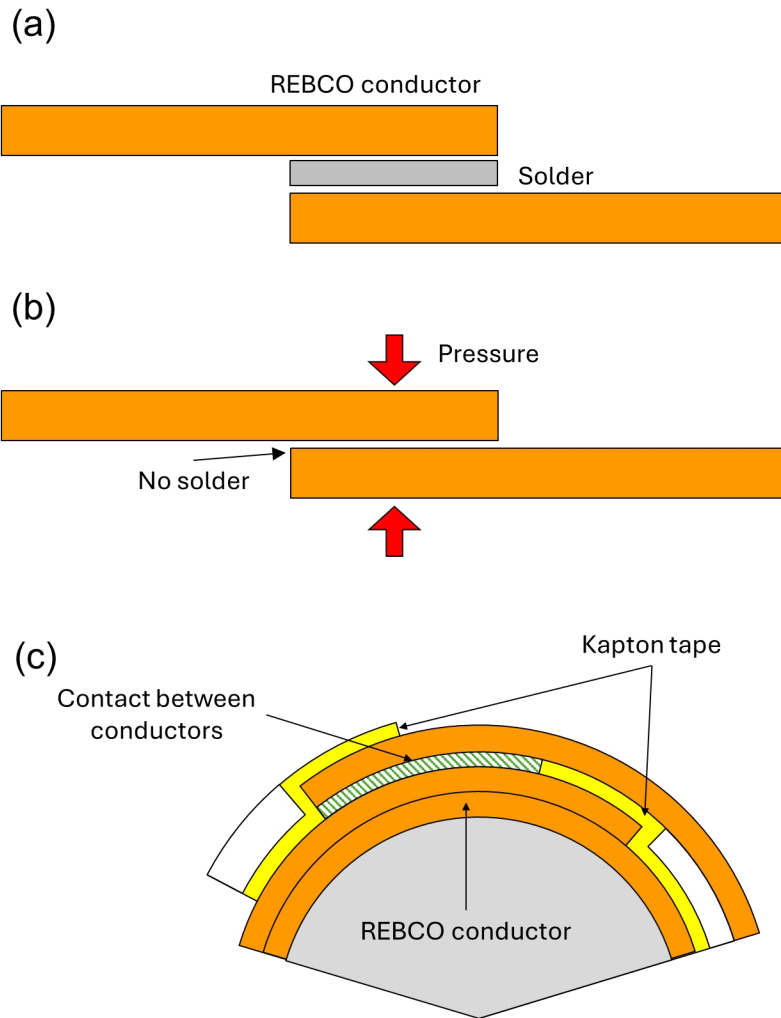 (a)
REBCO conductor
Solder
(b)
Pressure
No solder
(c)
Kapton tape
Contact between
conductors
REBCO conductor